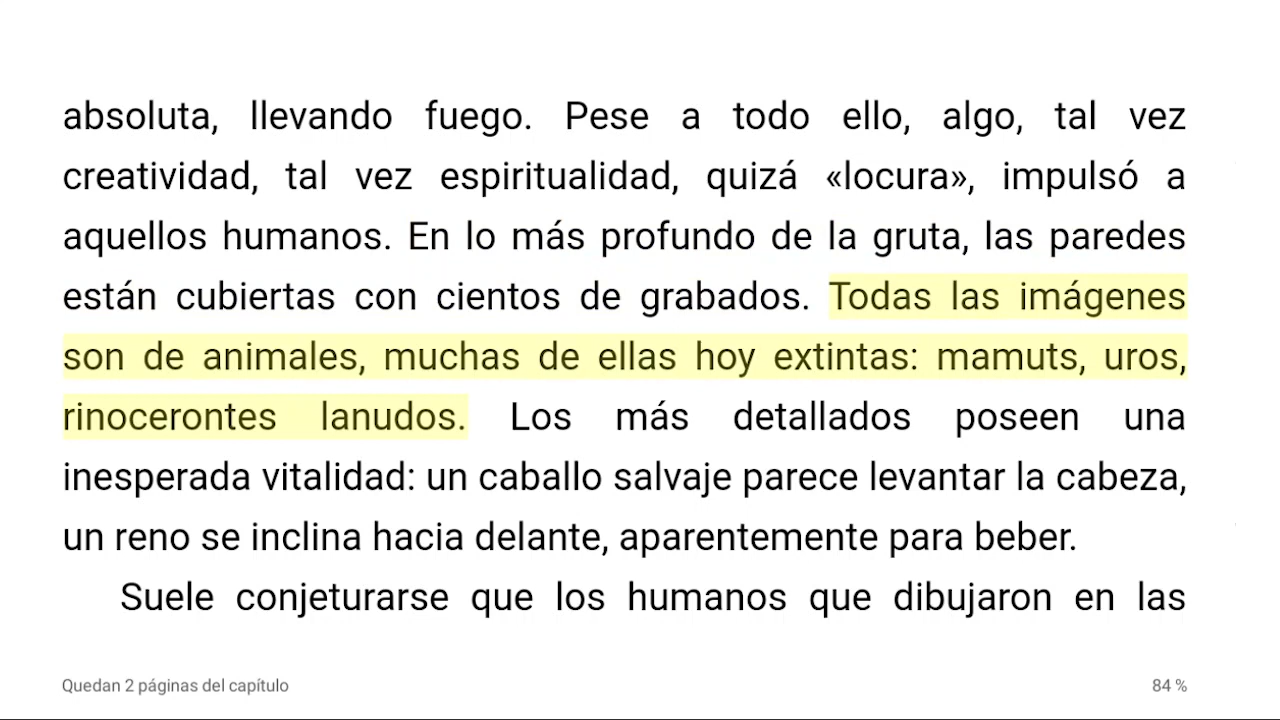 absoluta, llevando fuego. Pese a todo ello, algo, tal vez
creatividad, tal vez espiritualidad, quizá «locura», impulsó a
aquellos humanos. En lo más profundo de la gruta, las paredes
están cubiertas con cientos de grabados. Todas las imágenes
son de animales, muchas de ellas hoy extintas: mamuts, uros,
rinocerontes lanudos. Los más detallados poseen una
inesperada vitalidad: un caballo salvaje parece levantar la cabeza,
un reno se inclina hacia delante, aparentemente para beber.
Suele conjeturarse que los humanos que dibujaron en las
Quedan 2 páginas del capítulo
84 %